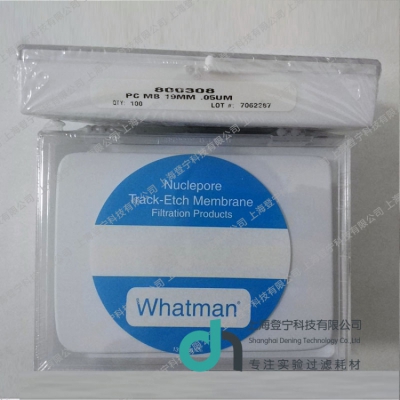 800308
PC MB 19MM .05UM
QTY: 100 LOT #: 7062287
Nuclepore
Track-Etch Membrane
Filtration Products
Whatman®
上海登宁科技有限公司
Shanghai Dening Technology Co., Ltd
专注实验过滤耗材